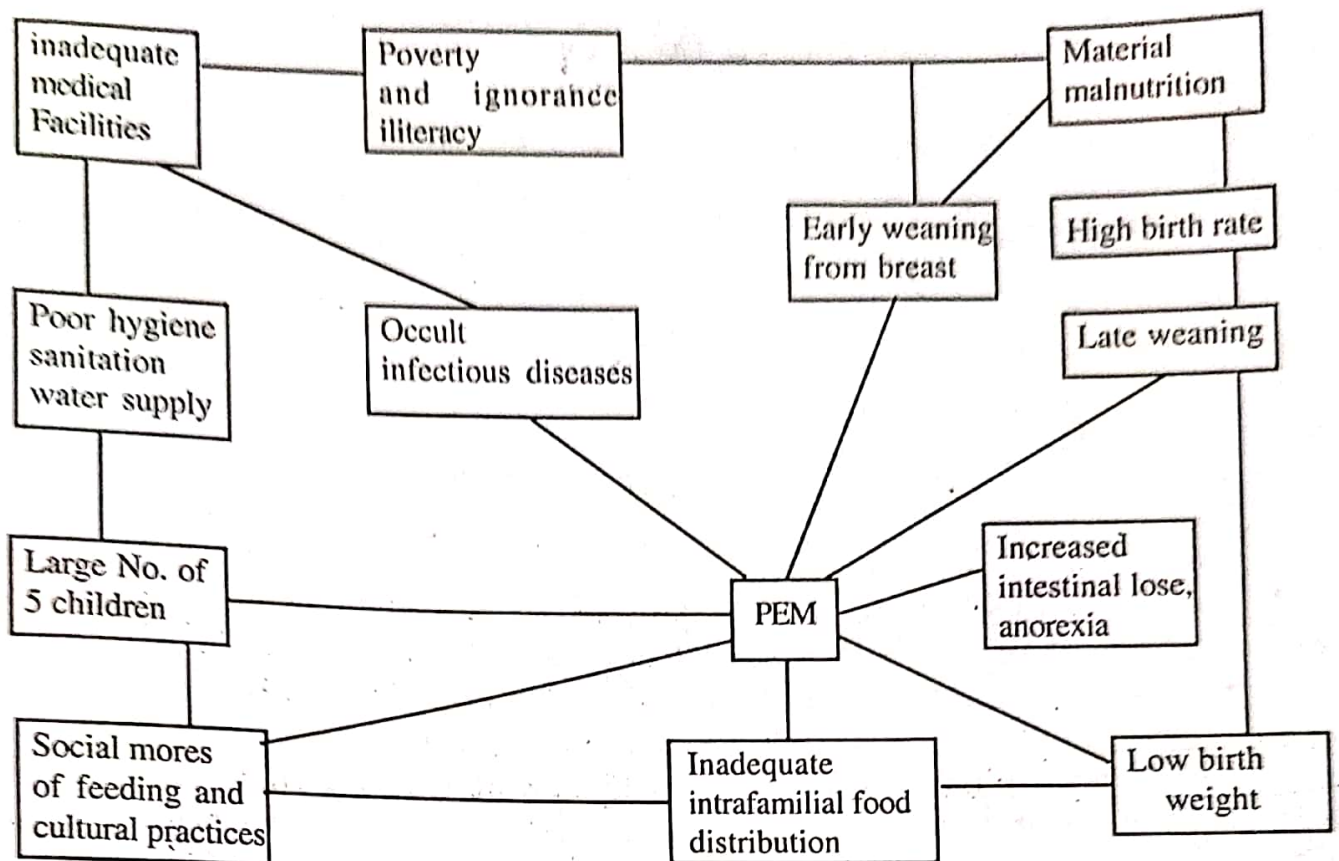 inadequate
medical
Facilities
Poverty
and ignorance
iliteracy
Material
malnutrition
Early weaning
from breast
High birth rate
Late weaning
Poor hygiene
sanitation
water supply
Occult
infectious diseases
Large No. of
5 children
PEM
Increased
intestinal lose,
anorexia
Social mores
of feeding and
cultural practices
Inadequate
intrafamilial food
distribution
Low birth
weight